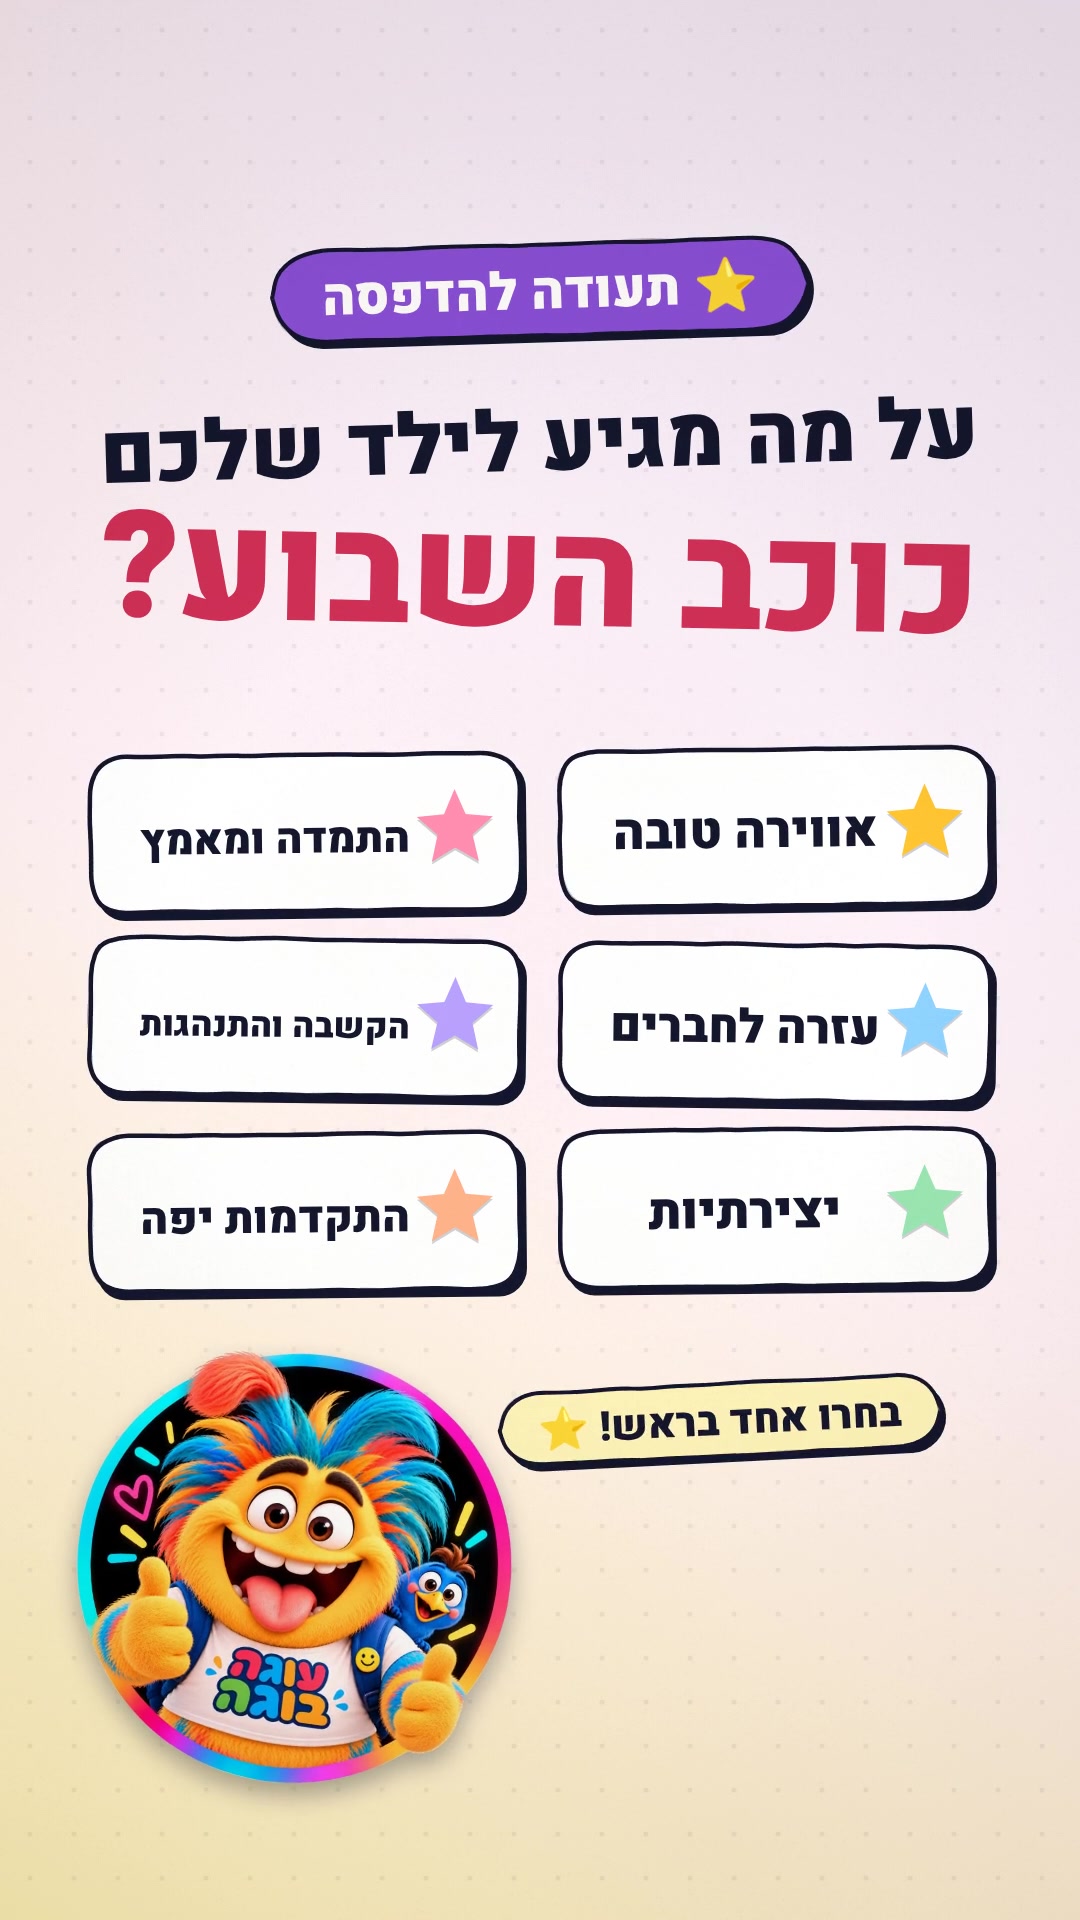 ⭐ תעודה להדפסה
על מה מגיע לילד שלכם
כוכב השבוע?
אווירה טובה
התמדה ומאמץ
עזרה לחברים
הקשבה והתנהגות
יצירתיות
התקדמות יפה
בחרו אחד בראש! ⭐
עוגה
בוגה